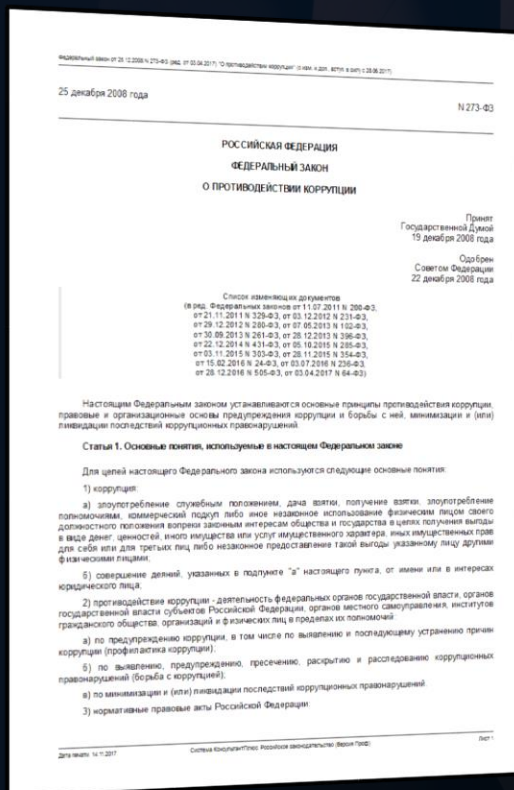 Федеральный закон от 25.12.2008 N 273-ФЗ (ред. от 03.04.2017) "О противодействии коррупции" (с изм. и доп., вступ. в силу с 28.06.2017)
25 декабря 2008 года
N 273-ФЗ
РОССИЙСКАЯ ФЕДЕРАЦИЯ
ФЕДЕРАЛЬНЫЙ ЗАКОН
О ПРОТИВОДЕЙСТВИИ КОРРУПЦИИ
Принят
Государственной Думой
19 декабря 2008 года
Одобрен
Советом Федерации
22 декабря 2008 года
Список изменяющих документов
(в ред. Федеральных законов от 11.07.2011 N 200-ФЗ,
от 21.11.2011 N 329-ФЗ, от 03.12.2012 N 231-ФЗ,
от 29.12.2012 N 280-ФЗ, от 07.05.2013 N 102-ФЗ,
от 30.09.2013 N 261-ФЗ, от 28.12.2013 N 396-ФЗ,
от 22.12.2014 N 431-ФЗ, от 05.10.2015 N 285-ФЗ,
от 03.11.2015 N 303-ФЗ, от 28.11.2015 N 354-ФЗ,
от 15.02.2016 N 24-ФЗ, от 03.07.2016 N 236-ФЗ,
от 28.12.2016 N 505-ФЗ, от 03.04.2017 N 64-ФЗ)
Настоящим Федеральным законом устанавливаются основные принципы противодействия коррупции,
правовые и организационные основы предупреждения коррупции и борьбы с ней, минимизации и (или)
ликвидации последствий коррупционных правонарушений.
Статья 1. Основные понятия, используемые в настоящем Федеральном законе
Для целей настоящего Федерального закона используются следующие основные понятия:
1) коррупция:
а) злоупотребление служебным положением, дача взятки, получение взятки, злоупотребление
полномочиями, коммерческий подкуп либо иное незаконное использование физическим лицом своего
должностного положения вопреки законным интересам общества и государства в целях получения выгоды
в виде денег, ценностей, иного имущества или услуг имущественного характера, иных имущественных прав
для себя или для третьих лиц либо незаконное предоставление такой выгоды указанному лицу другими
физическими лицами;
б) совершение деяний, указанных в подпункте "а" настоящего пункта, от имени или в интересах
юридического лица;
2) противодействие коррупции - деятельность федеральных органов государственной власти, органов
государственной власти субъектов Российской Федерации, органов местного самоуправления, институтов
гражданского общества, организаций и физических лиц в пределах их полномочий:
а) по предупреждению коррупции, в том числе по выявлению и последующему устранению причин
коррупции (профилактика коррупции);
б) по выявлению, предупреждению, пресечению, раскрытию и расследованию коррупционных
правонарушений (борьба с коррупцией);
в) по минимизации и (или) ликвидации последствий коррупционных правонарушений.
3) нормативные правовые акты Российской Федерации:
Дата печати: 14.11.2017
Система КонсультантПлюс: Российское законодательство (Версия Проф)
Лист 1